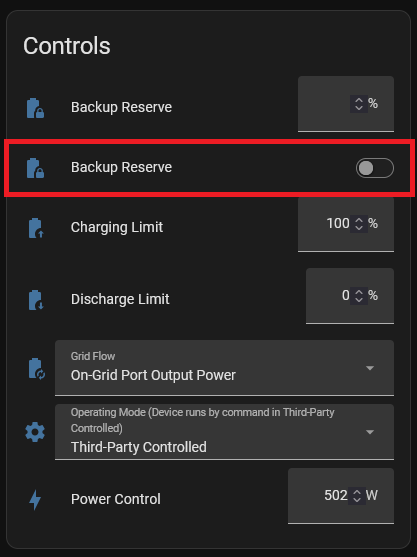 Controls
Backup Reserve
%
Backup Reserve
Charging Limit
100 %
Discharge Limit
0 %
Grid Flow
On-Grid Port Output Power
Operating Mode (Device runs by command in Third-Party
Controlled)
Third-Party Controlled
Power Control
502 W